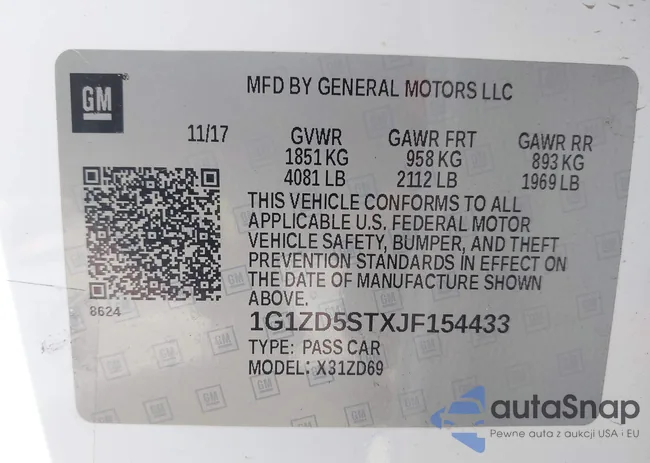 GM
MFD BY GENERAL MOTORS LLC
11/17 GVWR GAWR FRT GAWR RR
1851 KG 958 KG 893 KG
4081 LB 2112 LB 1969 LB
THIS VEHICLE CONFORMS TO ALL
APPLICABLE U.S. FEDERAL MOTOR
VEHICLE SAFETY, BUMPER, AND THEFT
PREVENTION STANDARDS IN EFFECT ON
THE DATE OF MANUFACTURE SHOWN
ABOVE.
8624
1G1ZD5STXJF154433
TYPE: PASS CAR
MODEL: X31ZD69
autaSnap
Pewne auta z aukcji USA i EU